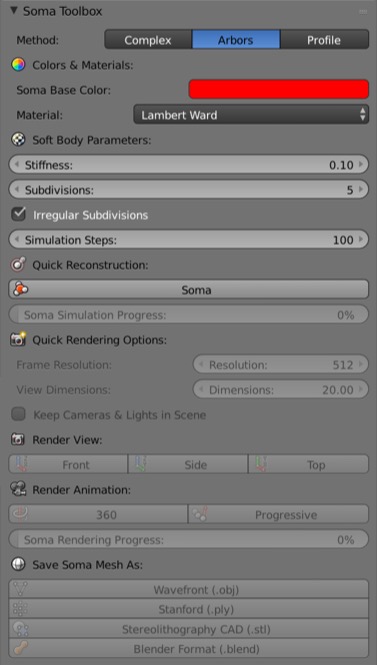 Soma Toolbox
Method: Complex Arbors Profile
Colors & Materials:
Soma Base Color:
Material: Lambert Ward
Soft Body Parameters:
Stiffness: 0.10
Subdivisions: 5
Irregular Subdivisions
Simulation Steps: 100
Quick Reconstruction:
Soma
Soma Simulation Progress: 0%
Quick Rendering Options:
Frame Resolution: Resolution: 512
View Dimensions: Dimensions: 20.00
Keep Cameras & Lights in Scene
Render View:
Front Side Top
Render Animation:
360 Progressive
Soma Rendering Progress: 0%
Save Soma Mesh As:
Wavefront (.obj)
Stanford (.ply)
Stereolithography CAD (.stl)
Blender Format (.blend)